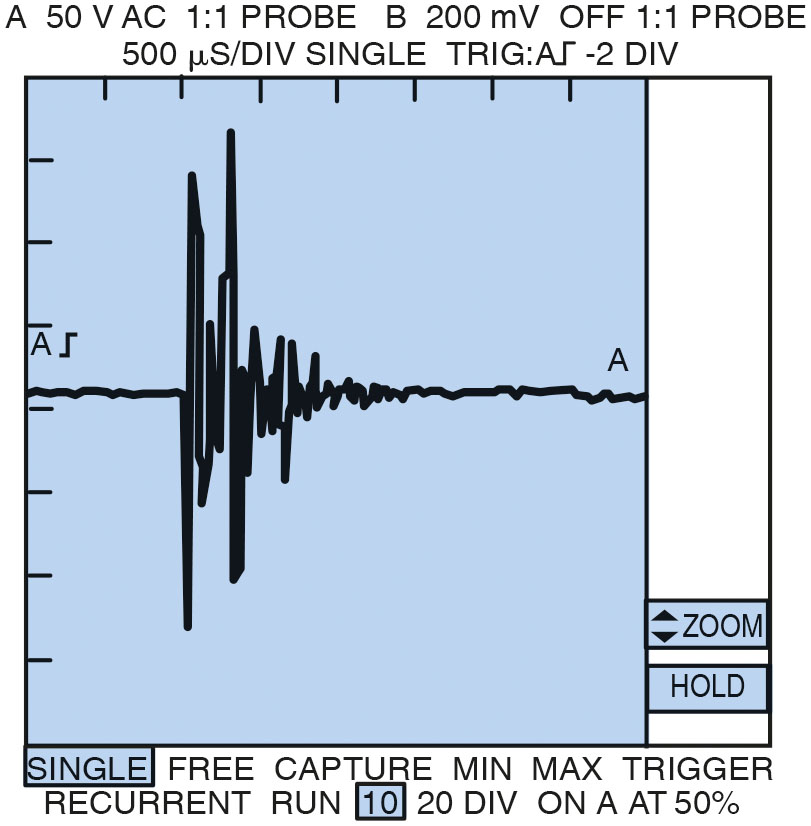 A 50 V AC 1:1 PROBE B 200 mV OFF 1:1 PROBE
500 μS/DIV SINGLE TRIG:A⎍ -2 DIV
A
A
ZOOM
HOLD
SINGLE FREE CAPTURE MIN MAX TRIGGER
RECURRENT RUN 10 20 DIV ON A AT 50%